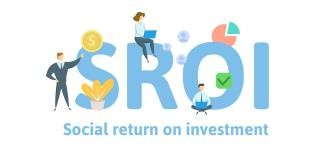 SROI
Social return on investment